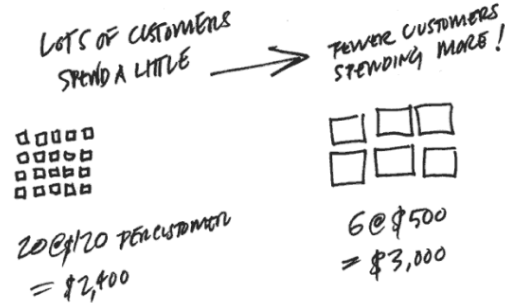 LOTS OF CUSTOMERS
SPEND A LITTLE
FEWER CUSTOMERS
SPENDING MORE!
20@$120 PER CUSTOMER
= $2,400
6@$500
= $3,000